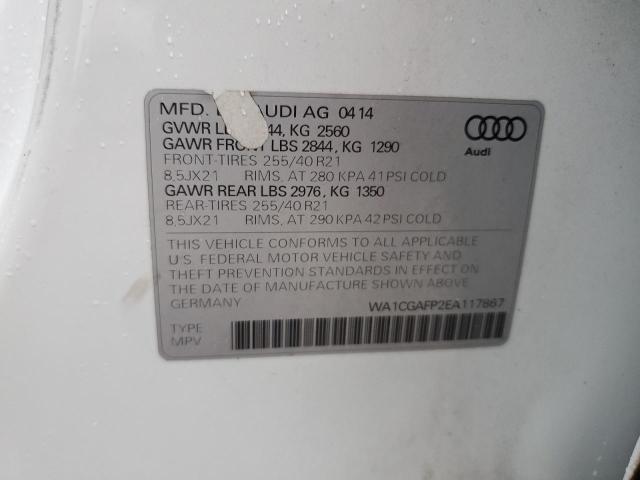 MFD. AUDI AG 04 14
GVWR 44, KG 2560
GAWR FRONT LBS 2844, KG 1290
FRONT-TIRES 255/40 R21
8,5JX21 RIMS, AT 280 KPA 41 PSI COLD
GAWR REAR LBS 2976, KG 1350
REAR-TIRES 255/40 R21
8,5JX21 RIMS, AT 290 KPA 42 PSI COLD
Audi
THIS VEHICLE CONFORMS TO ALL APPLICABLE
U.S. FEDERAL MOTOR VEHICLE SAFETY AND
THEFT PREVENTION STANDARDS IN EFFECT ON
THE DATE OF MANUFACTURE SHOWN ABOVE
GERMANY WA1CGAFP2EA117867
TYPE
MPV